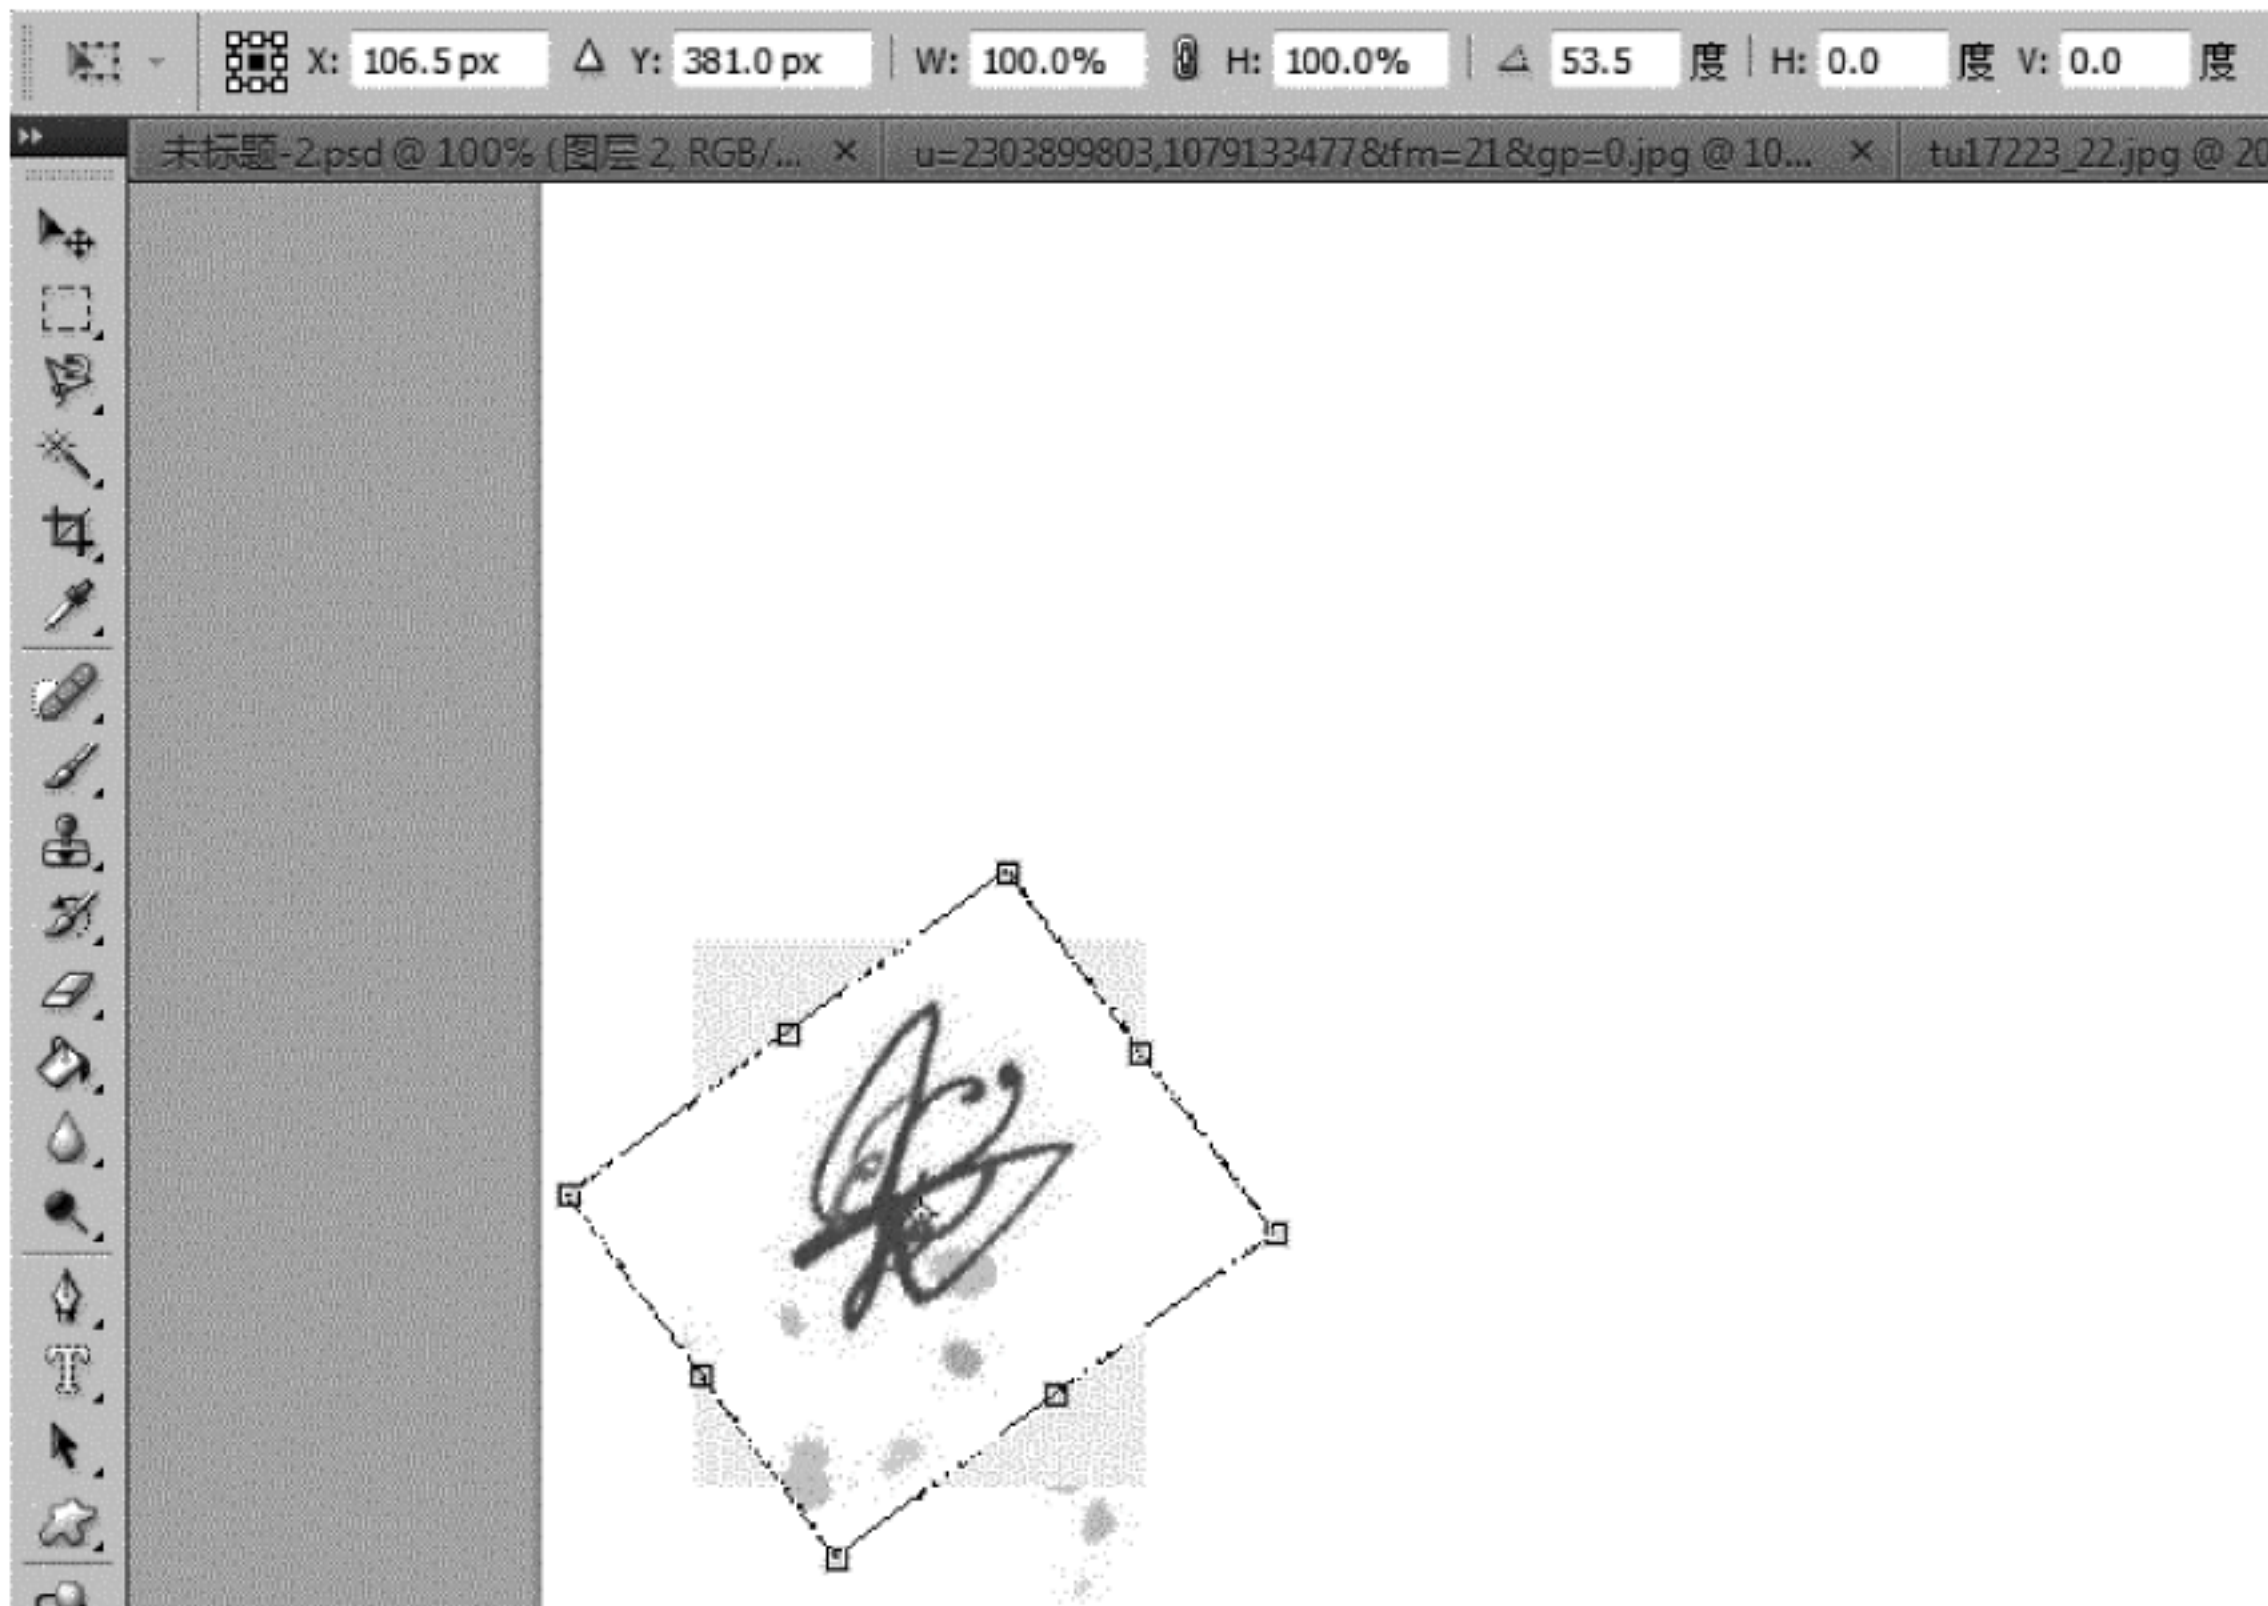 X: 106.5 px Y: 381.0 px W: 100.0% H: 100.0% 53.5 度 H: 0.0 度 V: 0.0 度
未标题-2.psd @ 100% (图层 2, RGB/... × u=2303899803,1079133477&fm=21&gp=0.jpg @ 10... × tu17223_22.jpg @ 20
T